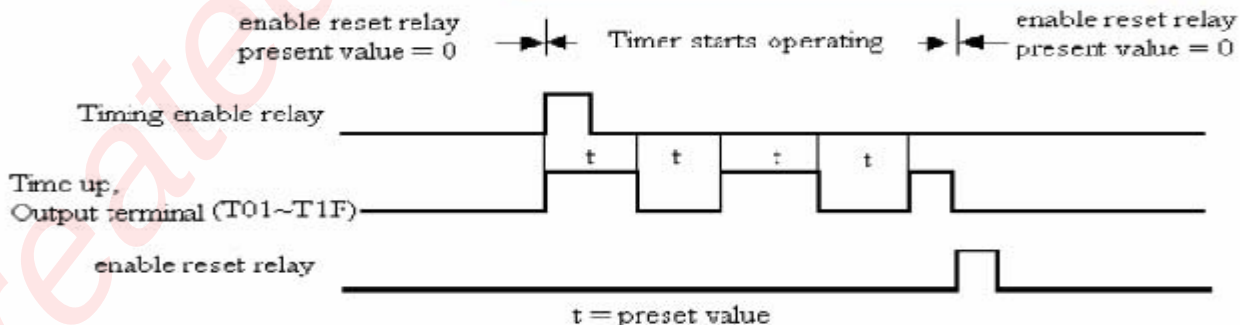 enable reset relay
present value = 0
Timer starts operating
enable reset relay
present value = 0
Timing enable relay
t
t
t
Time up,
Output terminal (T01~T1F)
enable reset relay
t = preset value